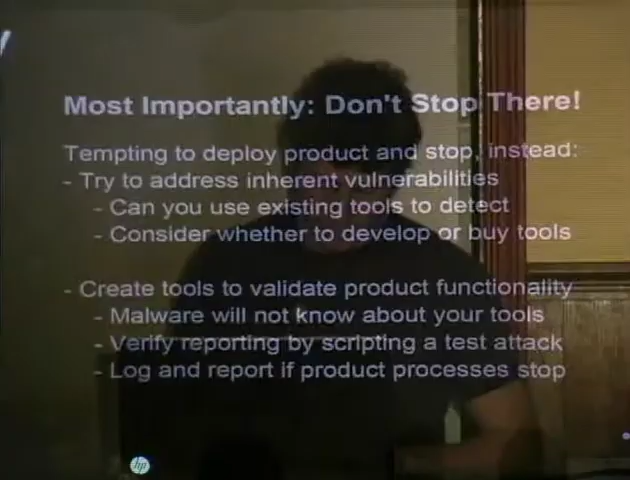 Most Importantly: Don't Stop There!
Tempting to deploy product and stop, instead:
- Try to address inherent vulnerabilities
- Can you use existing tools to detect
- Consider whether to develop or buy tools
- Create tools to validate product functionality
- Malware will not know about your tools
- Verify reporting by scripting a test attack
- Log and report if product processes stop
hp